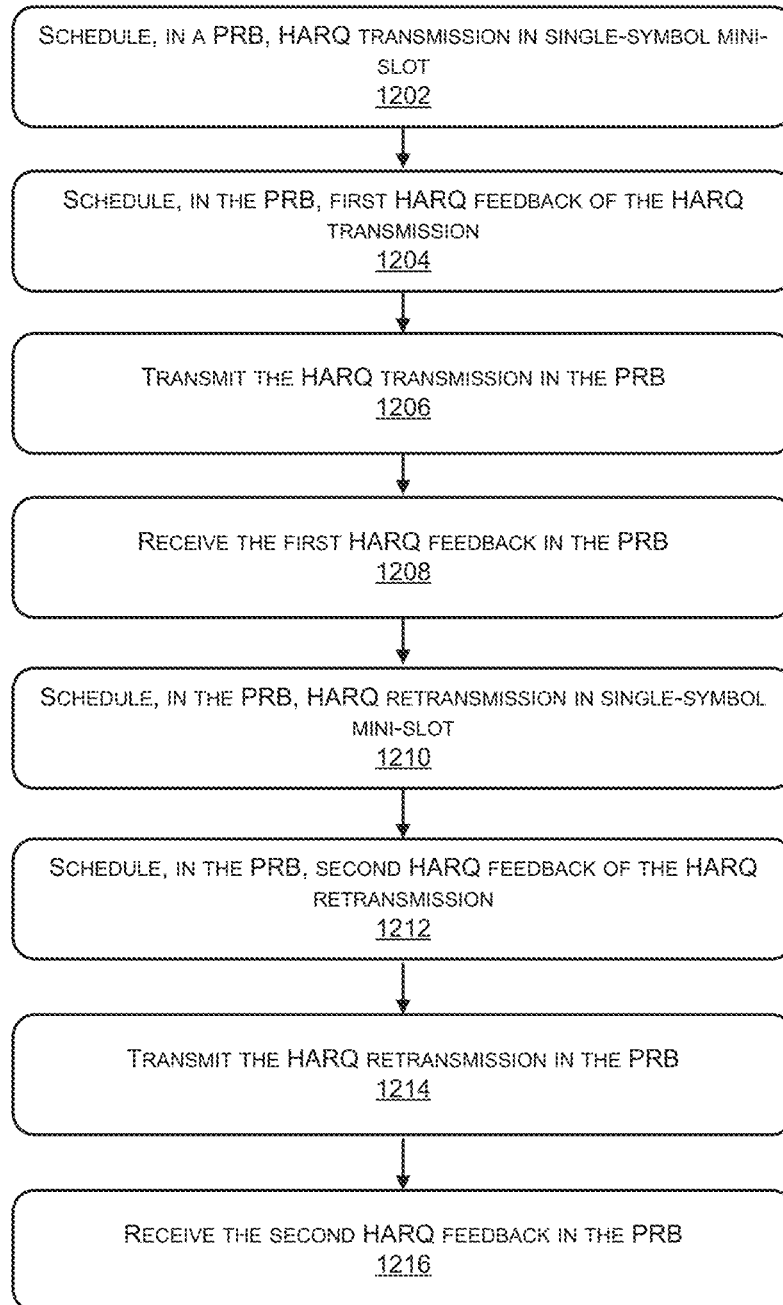 SCHEDULE, IN A PRB, HARQ TRANSMISSION IN SINGLE-SYMBOL MINI-
SLOT
1202
SCHEDULE, IN THE PRB, FIRST HARQ FEEDBACK OF THE HARQ
TRANSMISSION
1204
TRANSMIT THE HARQ TRANSMISSION IN THE PRB
1206
RECEIVE THE FIRST HARQ FEEDBACK IN THE PRB
1208
SCHEDULE, IN THE PRB, HARQ RETRANSMISSION IN SINGLE-SYMBOL
MINI-SLOT
1210
SCHEDULE, IN THE PRB, SECOND HARQ FEEDBACK OF THE HARQ
RETRANSMISSION
1212
TRANSMIT THE HARQ RETRANSMISSION IN THE PRB
1214
RECEIVE THE SECOND HARQ FEEDBACK IN THE PRB
1216